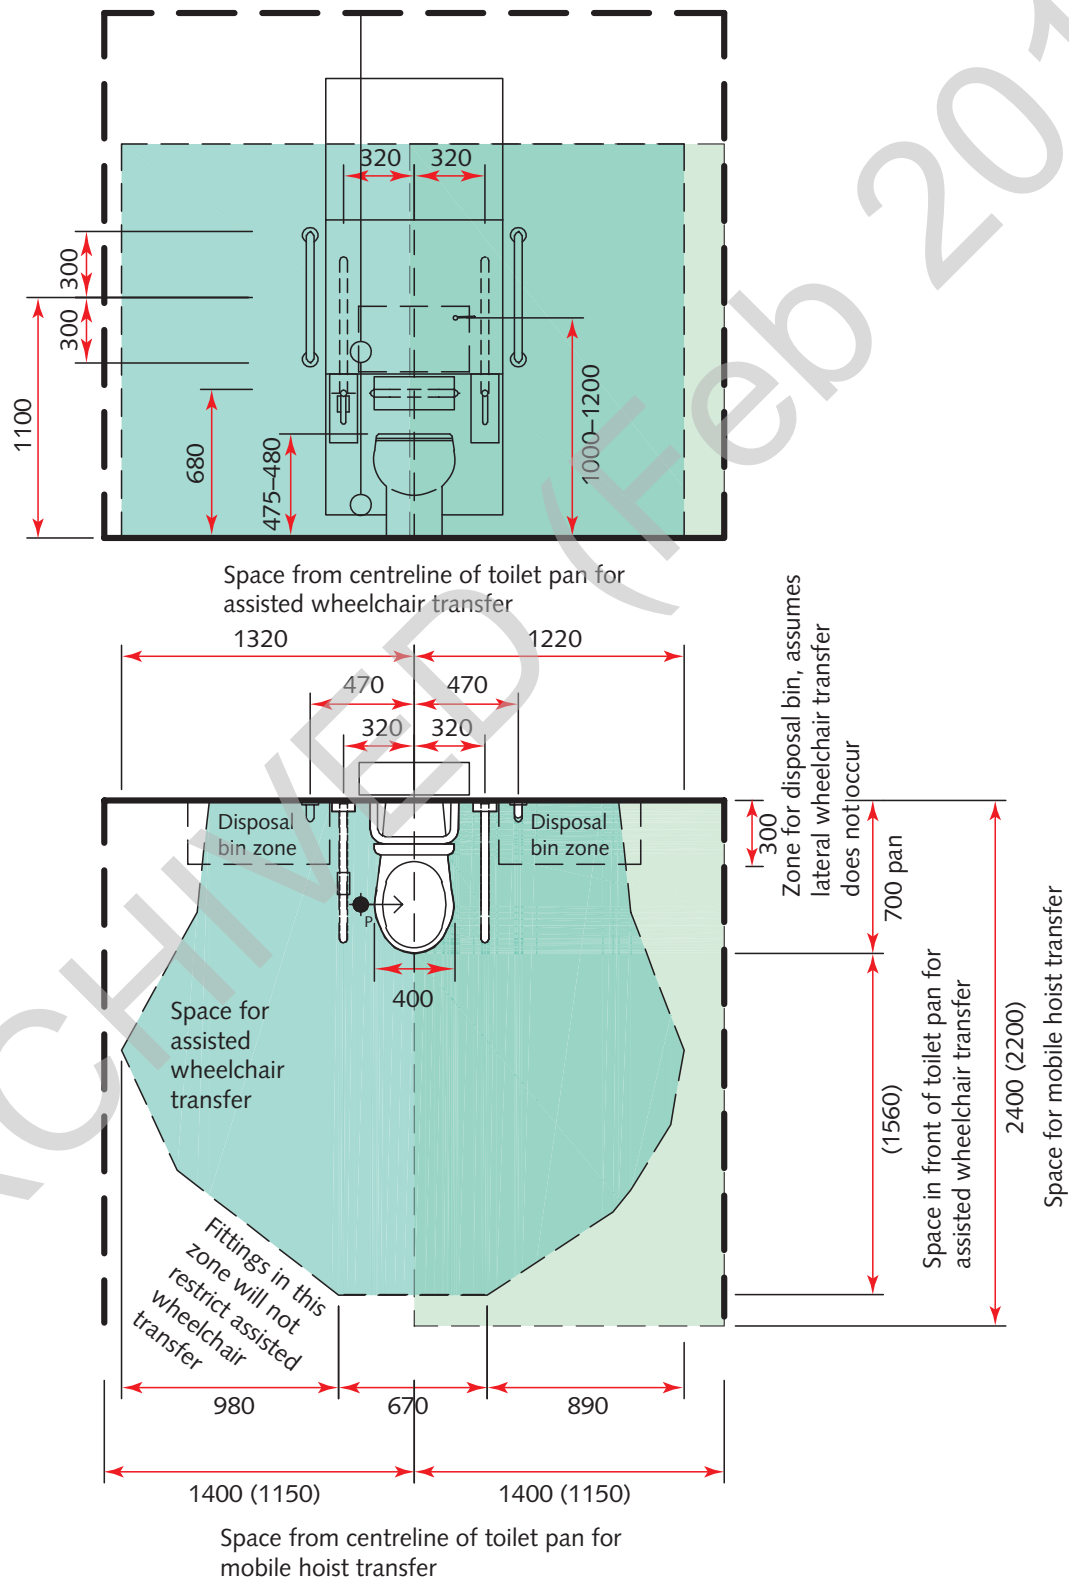 320
320
300
300
1100
680
475–480
1000–1200
Space from centreline of toilet pan for
assisted wheelchair transfer
1320
1220
470
470
320
320
Zone for disposal bin, assumes
lateral wheelchair transfer
does not occur
300
Disposal
bin zone
Disposal
bin zone
700 pan
P
400
Space for
assisted
wheelchair
transfer
(1560)
Space in front of toilet pan for
assisted wheelchair transfer
2400 (2200)
Space for mobile hoist transfer
Fittings in this
zone will not
restrict assisted
wheelchair
transfer
980
670
890
1400 (1150)
1400 (1150)
Space from centreline of toilet pan for
mobile hoist transfer
CHIVED (Feb 201